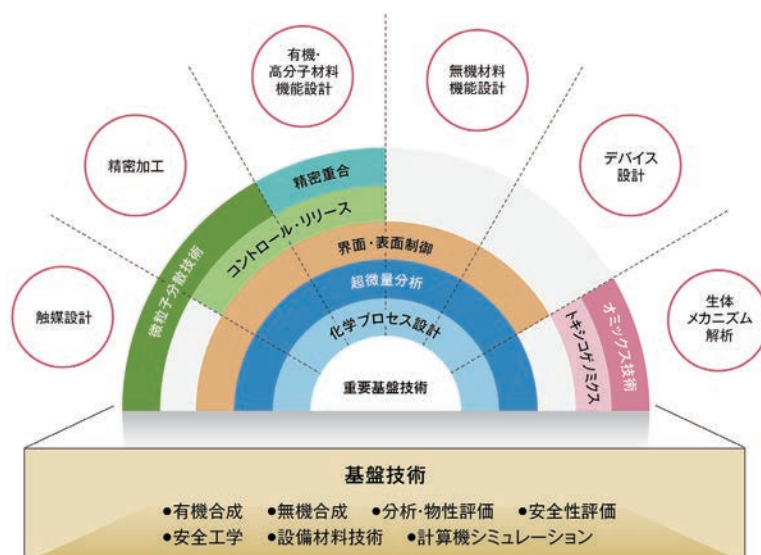 有機・
高分子材料
機能設計
無機材料
機能設計
精密加工
デバイス
設計
触媒設計
生体
メカニズム
解析
精密重合
コントロール・リリース
微粒子分散技術
界面・表面制御
超微量分析
化学プロセス設計
オミックス技術
トキシコゲノミクス
重要基盤技術
基盤技術
●有機合成 ●無機合成 ●分析・物性評価 ●安全性評価
●安全工学 ●設備材料技術 ●計算機シミュレーション